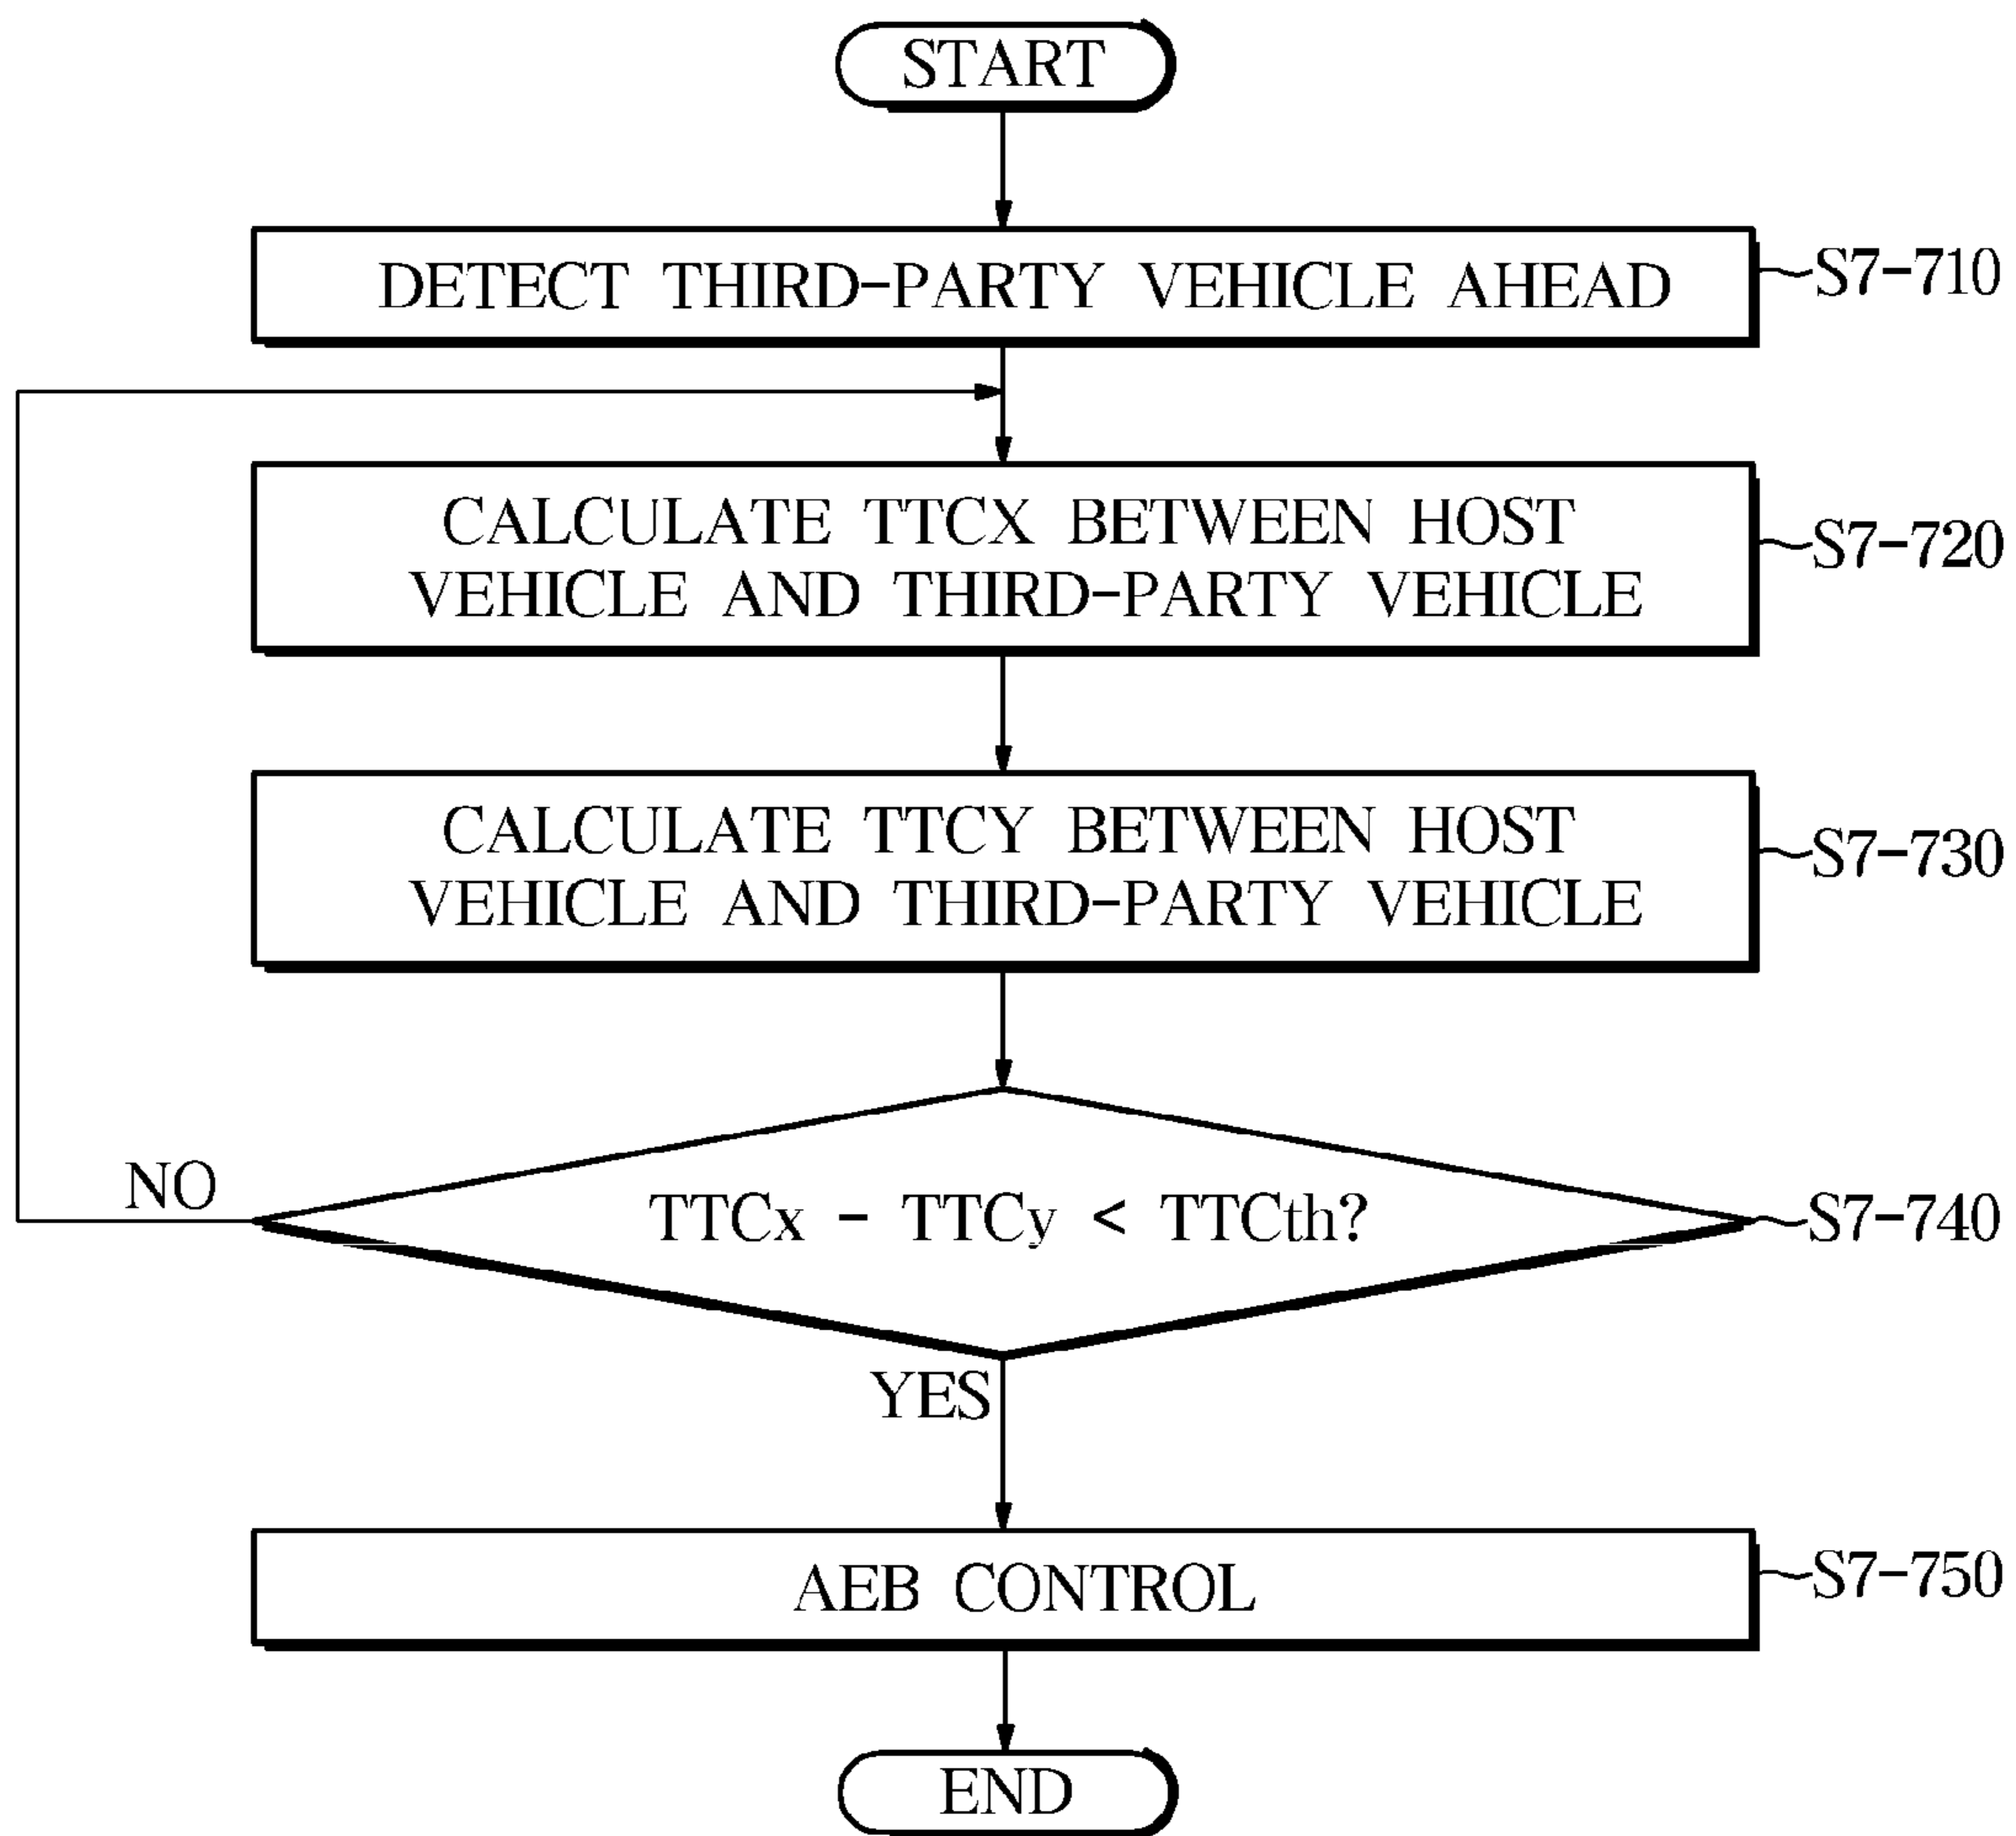 START
DETECT THIRD-PARTY VEHICLE AHEAD
S7-710
CALCULATE TTCX BETWEEN HOST
VEHICLE AND THIRD-PARTY VEHICLE
S7-720
CALCULATE TTCY BETWEEN HOST
VEHICLE AND THIRD-PARTY VEHICLE
S7-730
NO
TTCx - TTCy < TTCth?
S7-740
YES
AEB CONTROL
S7-750
END